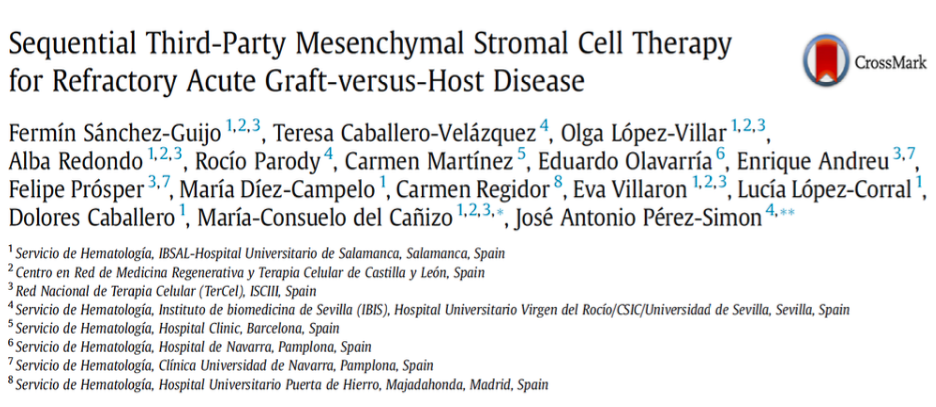 Sequential Third-Party Mesenchymal Stromal Cell Therapy
for Refractory Acute Graft-versus-Host Disease
CrossMark
Fermín Sánchez-Guijo 1,2,3, Teresa Caballero-Velázquez 4, Olga López-Villar 1,2,3,
Alba Redondo 1,2,3, Rocío Parody 4, Carmen Martínez 5, Eduardo Olavarría 6, Enrique Andreu 3,7,
Felipe Prósper 3,7, María Díez-Campelo 1, Carmen Regidor 8, Eva Villaron 1,2,3, Lucía López-Corral 1,
Dolores Caballero 1, María-Consuelo del Cañizo 1,2,3,*, José Antonio Pérez-Simon 4,**
1 Servicio de Hematología, IBSAL-Hospital Universitario de Salamanca, Salamanca, Spain
2 Centro en Red de Medicina Regenerativa y Terapia Celular de Castilla y León, Spain
3 Red Nacional de Terapia Celular (TerCel), ISCIII, Spain
4 Servicio de Hematología, Instituto de biomedicina de Sevilla (IBIS), Hospital Universitario Virgen del Rocío/CSIC/Universidad de Sevilla, Sevilla, Spain
5 Servicio de Hematología, Hospital Clinic, Barcelona, Spain
6 Servicio de Hematología, Hospital de Navarra, Pamplona, Spain
7 Servicio de Hematología, Clínica Universidad de Navarra, Pamplona, Spain
8 Servicio de Hematología, Hospital Universitario Puerta de Hierro, Majadahonda, Madrid, Spain